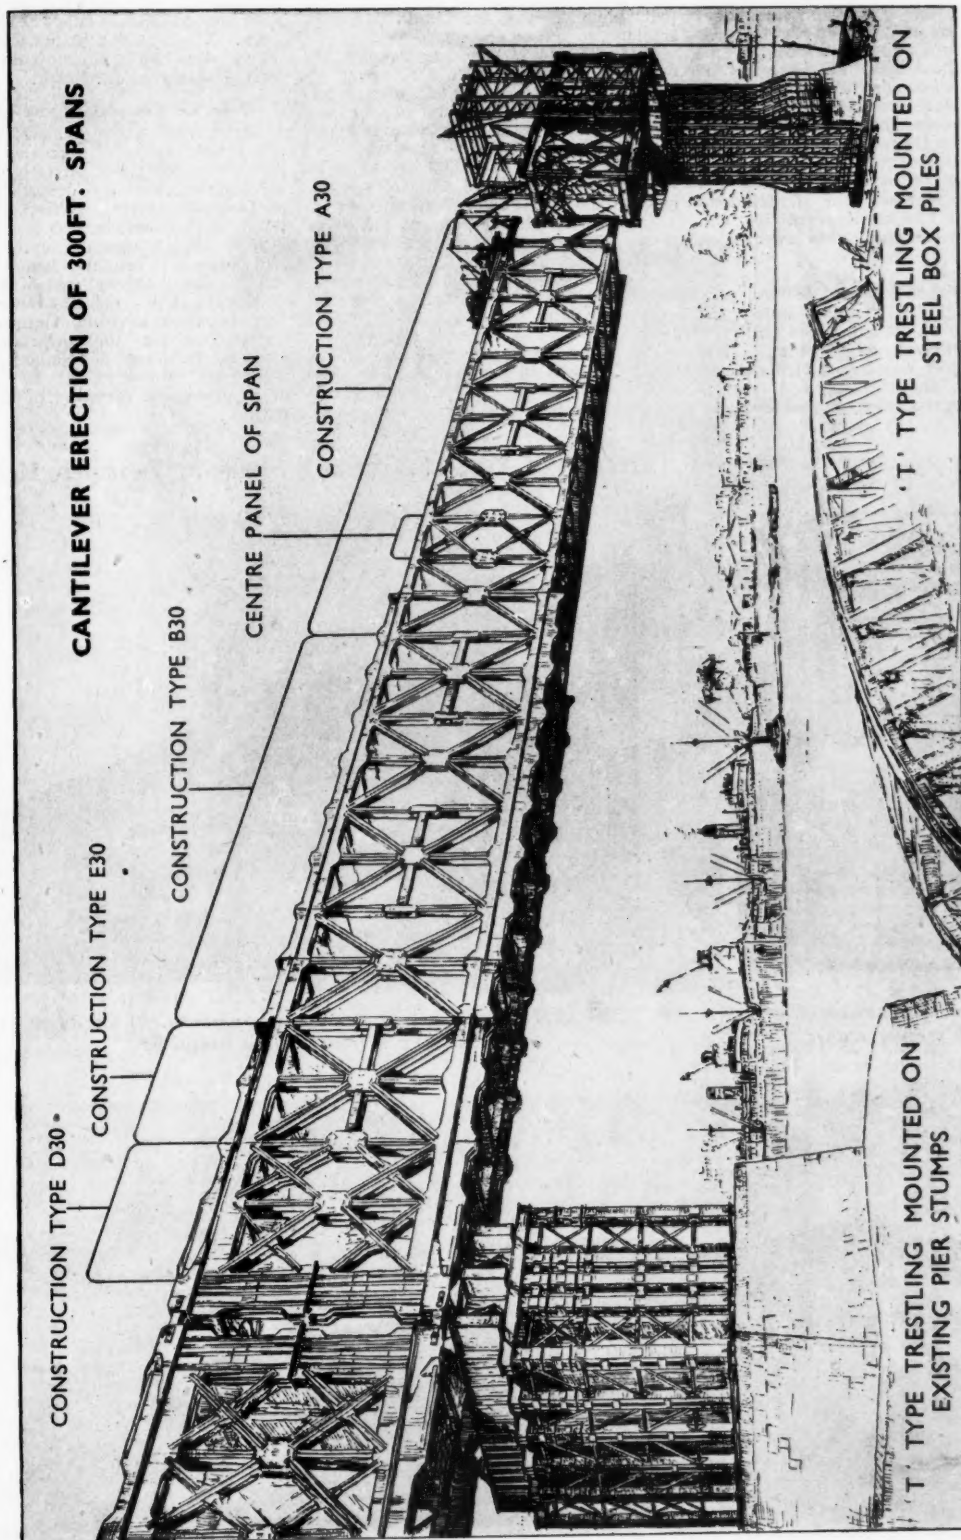 CANTILEVER ERECTION OF 300FT. SPANS
CONSTRUCTION TYPE D30
CONSTRUCTION TYPE E30
CONSTRUCTION TYPE B30
CENTRE PANEL OF SPAN
CONSTRUCTION TYPE A30
'T' TYPE TRESTLING MOUNTED ON
EXISTING PIER STUMPS
'T' TYPE TRESTLING MOUNTED ON
STEEL BOX PILES